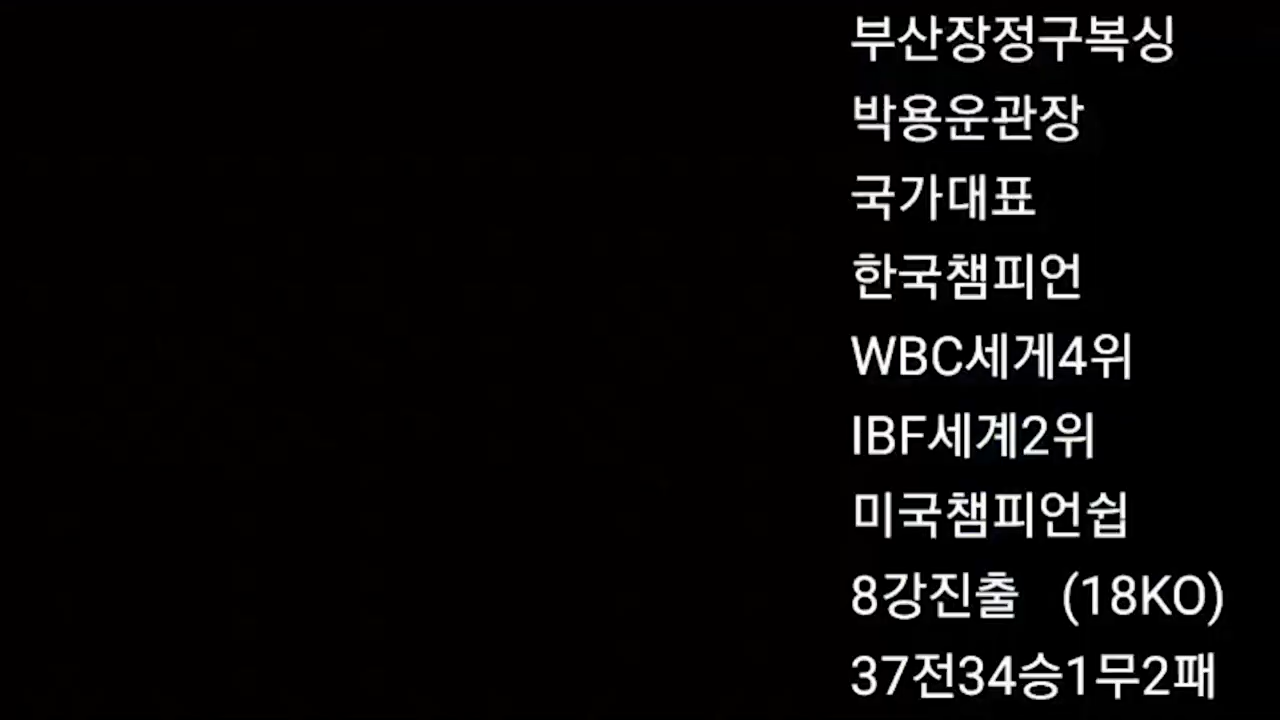 부산장정구복싱
박용운관장
국가대표
한국챔피언
WBC세게4위
IBF세계2위
미국챔피언쉽
8강진출 (18KO)
37전34승1무2패